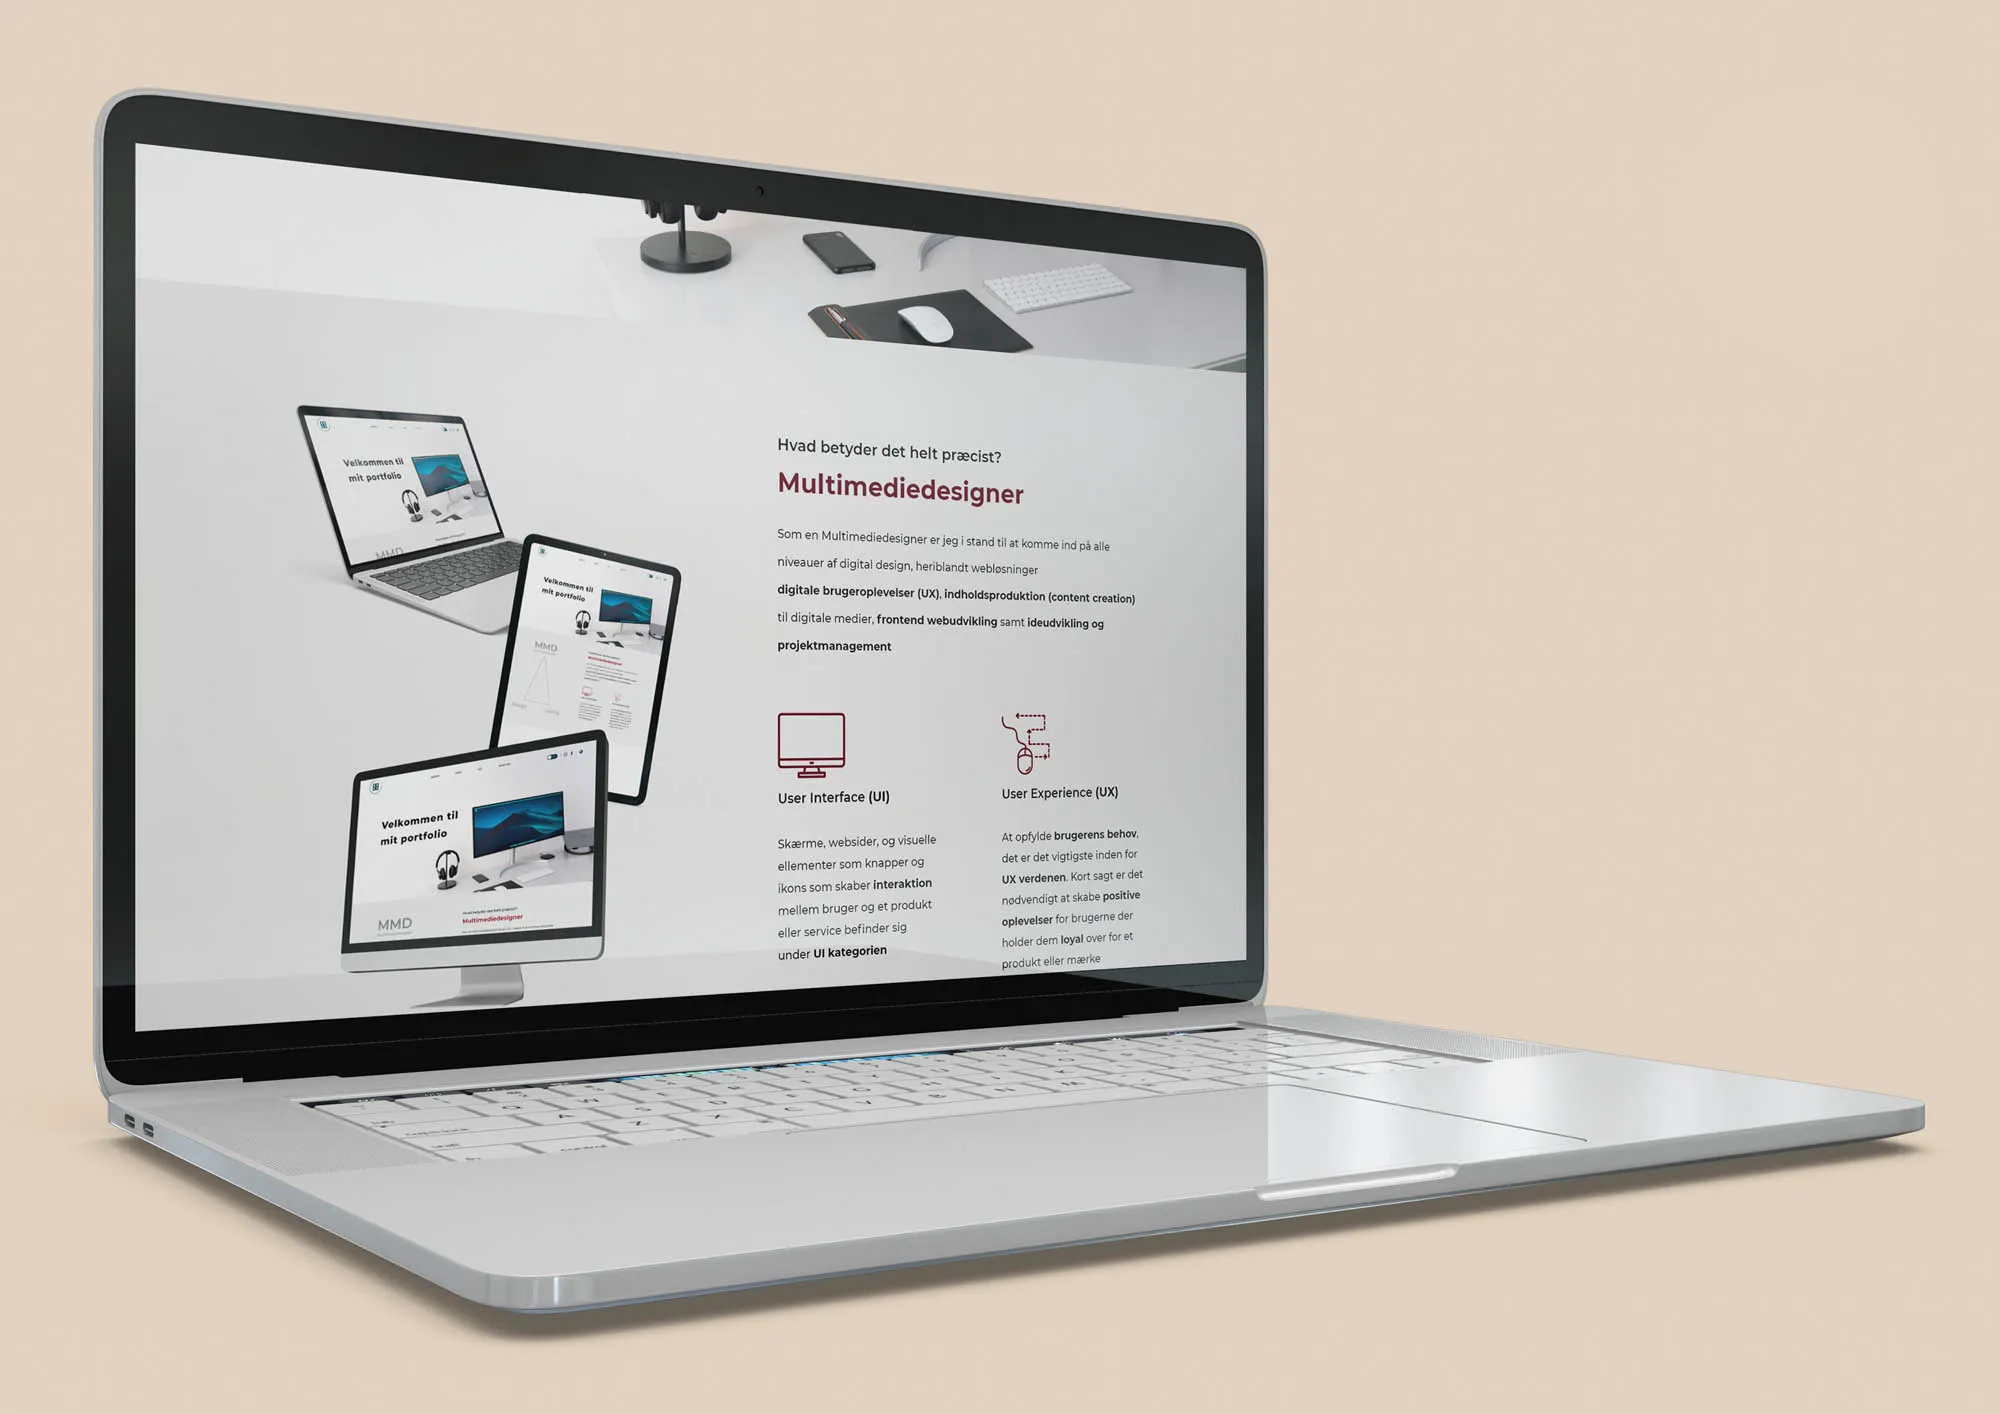 Hvad betyder det helt præcist?
Multimediedesigner
Som en Multimediedesigner er jeg i stand til at komme ind på alle
niveauer af digital design, heriblandt webløsninger
digitale brugeroplevelser (UX), indholdsproduktion (content creation)
til digitale medier, frontend webudvikling samt ideudvikling og
projektmanagement
User Interface (UI)
Skærme, websider, og visuelle
ellementer som knapper og
ikons som skaber interaktion
mellem bruger og et produkt
eller service befinder sig
under UI kategorien
User Experience (UX)
At opfylde brugerens behov,
det er det vigtigste inden for
UX verdenen. Kort sagt er det
nødvendigt at skabe positive
oplevelser for brugerne der
holder dem loyal over for et
produkt eller mærke
Velkommen til
mit portfolio
MMD
Velkommen til
mit portfolio
MMD
Multimediedesigner
Velkommen til
mit portfolio
MMD
Hvad betyder det helt præcist?
Multimediedesigner